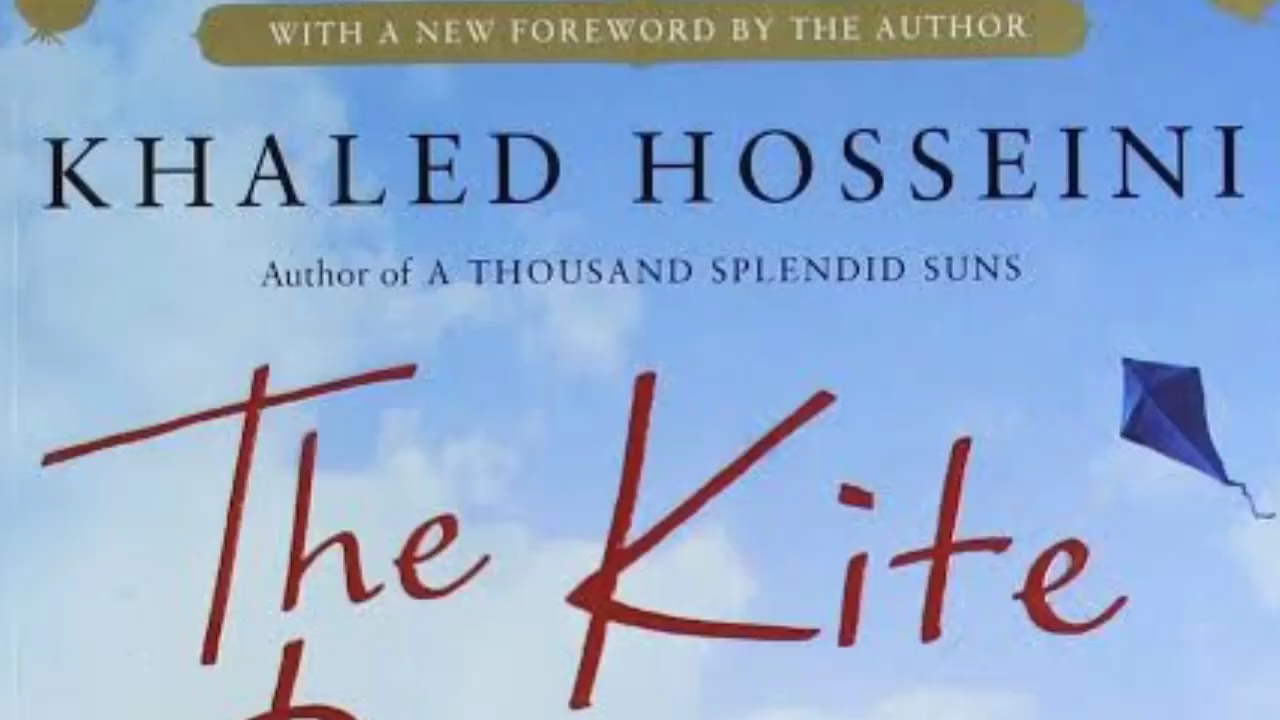 WITH A NEW FOREWORD BY THE AUTHOR
KHALED HOSSEINI
Author of A THOUSAND SPLENDID SUNS
The Kite